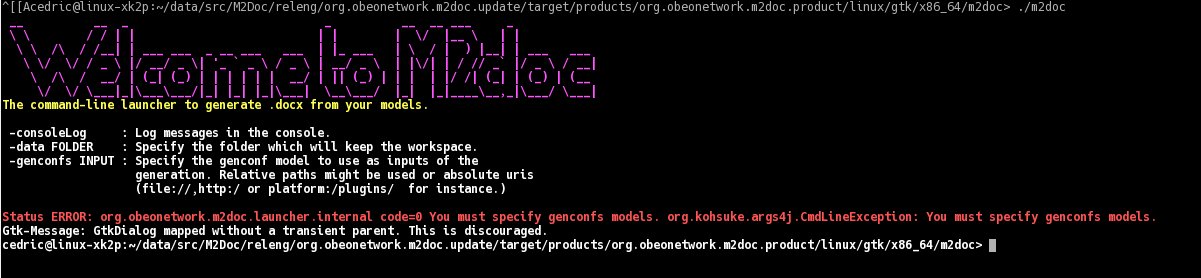 ^[[Acedric@linux-xk2p:~/data/src/M2Doc/releng/org.obeonetwork.m2doc.update/target/products/org.obeonetwork.m2doc.product/linux/gtk/x86_64/m2doc> ./m2doc
Welcome to M2doc
The command-line launcher to generate .docx from your models.
-consoleLog : Log messages in the console.
-data FOLDER : Specify the folder which will keep the workspace.
-genconfs INPUT : Specify the genconf model to use as inputs of the
generation. Relative paths might be used or absolute uris
(file://,http:/ or platform:/plugins/ for instance.)
Status ERROR: org.obeonetwork.m2doc.launcher.internal code=0 You must specify genconfs models. org.kohsuke.args4j.CmdLineException: You must specify genconfs models.
Gtk-Message: GtkDialog mapped without a transient parent. This is discouraged.
cedric@linux-xk2p:~/data/src/M2Doc/releng/org.obeonetwork.m2doc.update/target/products/org.obeonetwork.m2doc.product/linux/gtk/x86_64/m2doc>